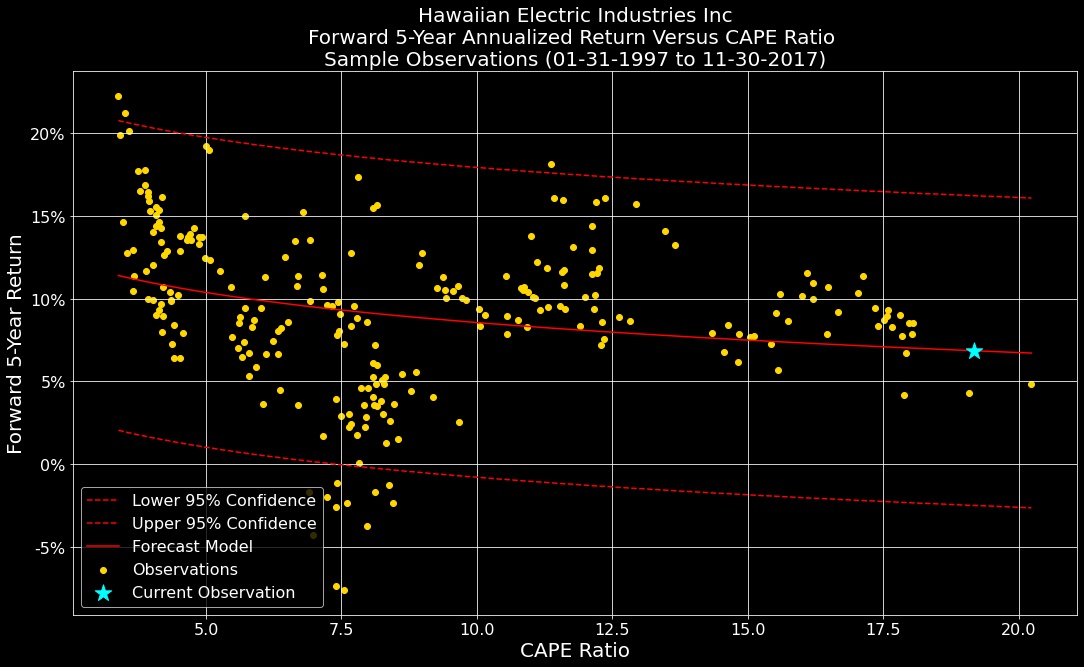 Hawaiian Electric Industries Inc
Forward 5-Year Annualized Return Versus CAPE Ratio
Sample Observations (01-31-1997 to 11-30-2017)
Forward 5-Year Return
20%
15%
10%
5%
0%
-5%
Lower 95% Confidence
Upper 95% Confidence
Forecast Model
Observations
Current Observation
5.0 7.5 10.0 12.5 15.0 17.5 20.0
CAPE Ratio